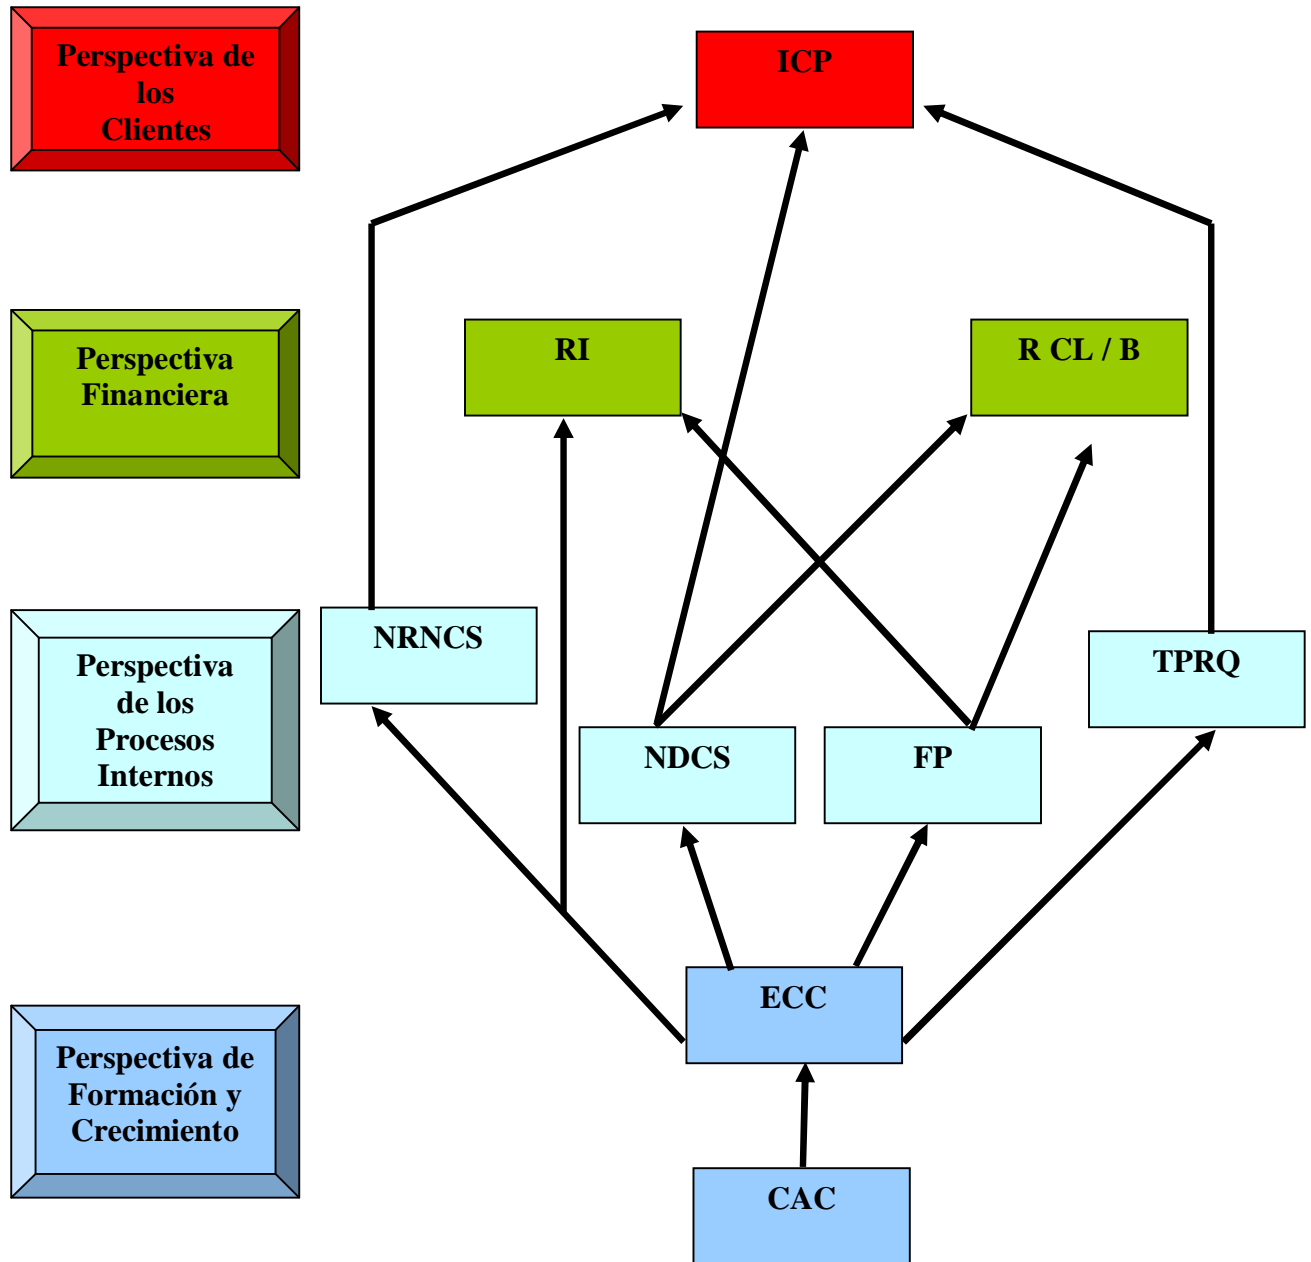 Perspectiva de
los
Clientes
ICP
Perspectiva
Financiera
RI
R CL / B
Perspectiva
de los
Procesos
Internos
NRNCS
NDCS
FP
TPRQ
Perspectiva de
Formación y
Crecimiento
ECC
CAC